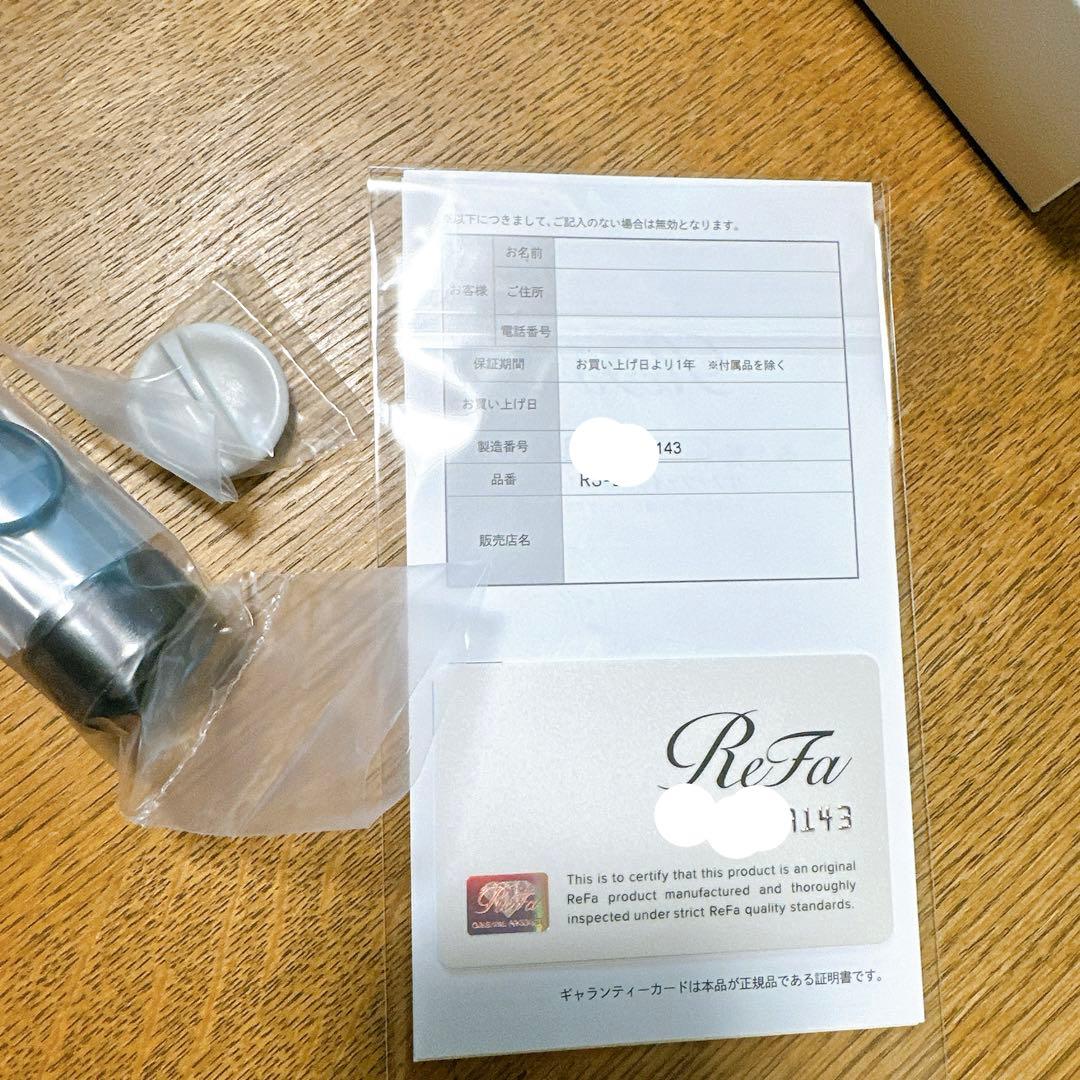 ※以下につきまして、ご記入のない場合は無効となります。
お客様
お名前
ご住所
電話番号
保証期間 お買い上げ日より1年 ※付属品を除く
お買い上げ日
製造番号 143
品番
販売店名
ReFa
143
This is to certify that this product is an original
ReFa product manufactured and thoroughly
inspected under strict ReFa quality standards.
ReFa
ギャランティーカードは本品が正規品である証明書です。